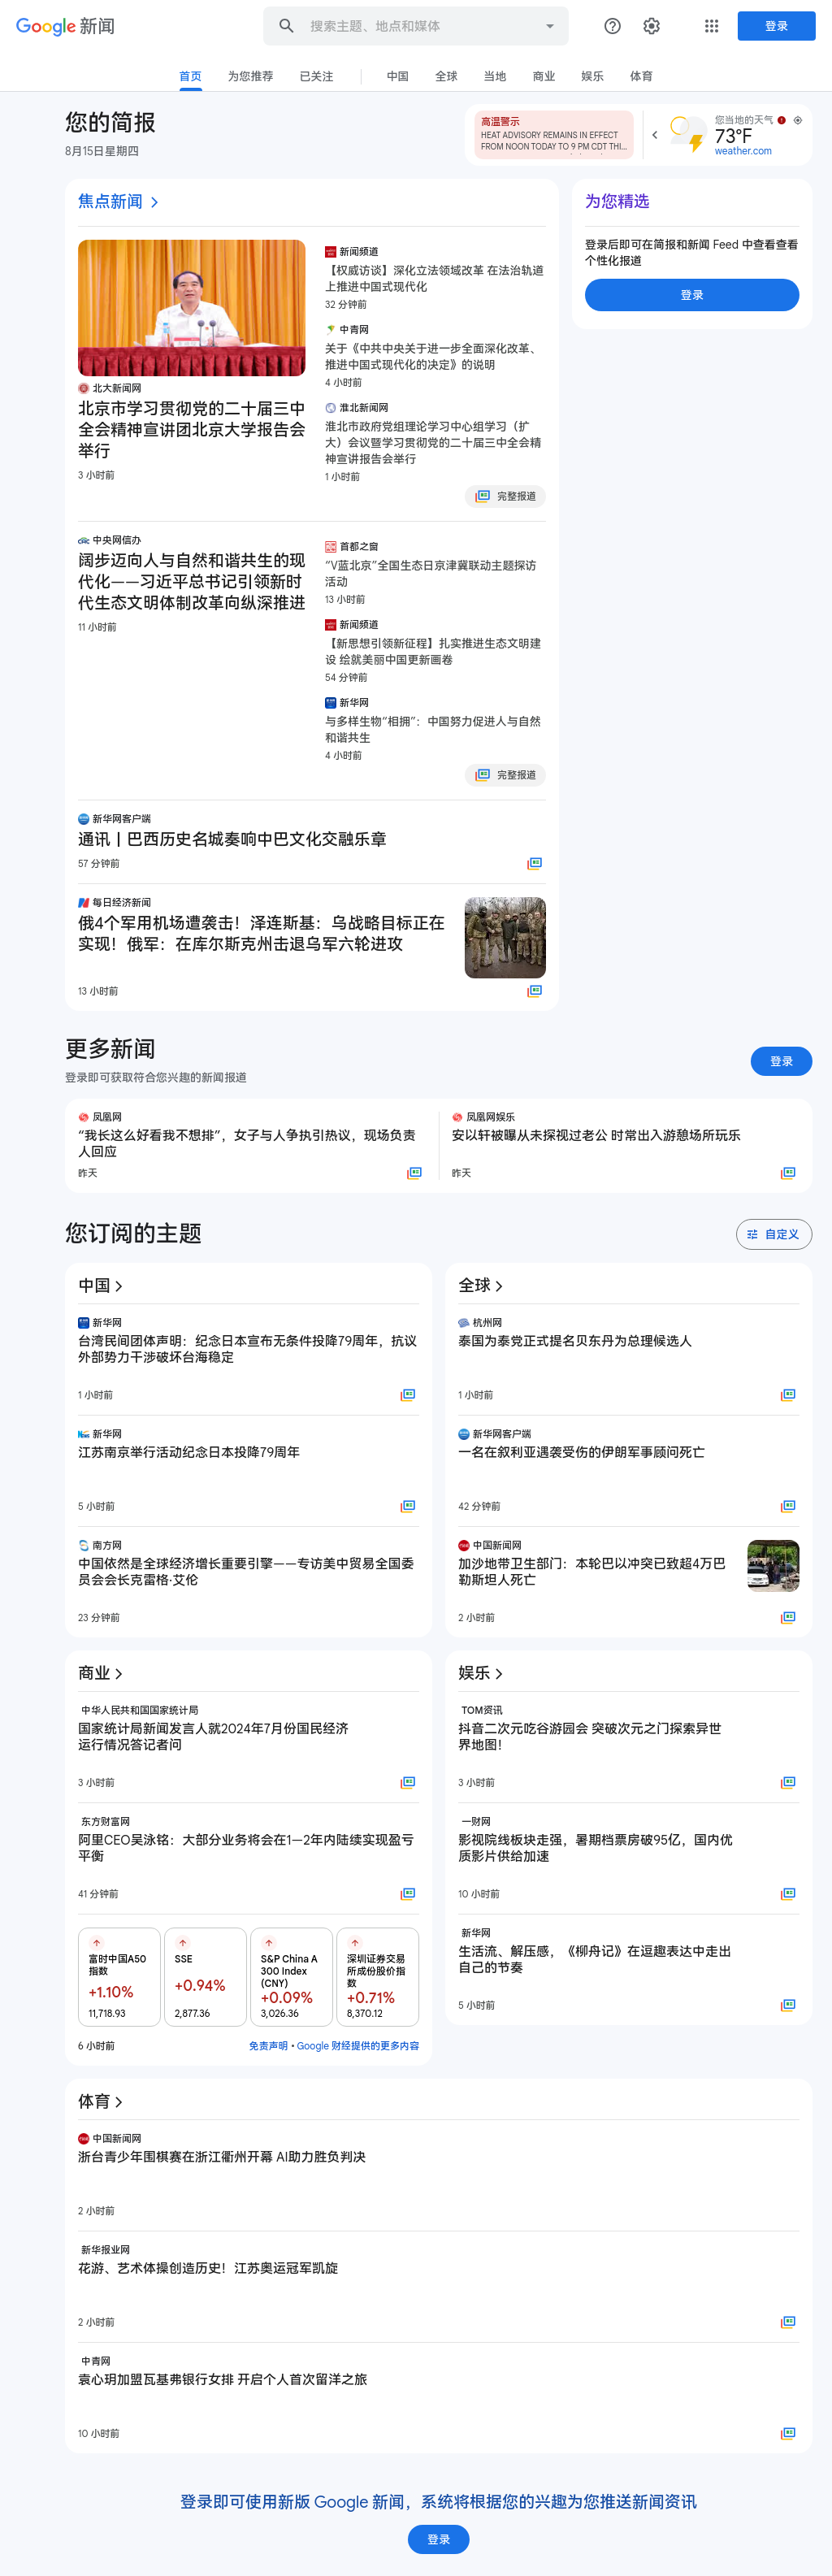 Google 新闻
搜索主题、地点和媒体
登录
首页
为您推荐
已关注
中国
全球
当地
商业
娱乐
体育
您的简报
8月15日星期四
高温警示
HEAT ADVISORY REMAINS IN EFFECT
FROM NOON TODAY TO 9 PM CDT THI...
您当地的天气
73°F
weather.com
焦点新闻
北大新闻网
北京市学习贯彻党的二十届三中
全会精神宣讲团北京大学报告会
举行
3 小时前
新闻频道
【权威访谈】深化立法领域改革 在法治轨道
上推进中国式现代化
32 分钟前
中青网
关于《中共中央关于进一步全面深化改革、
推进中国式现代化的决定》的说明
4 小时前
淮北新闻网
淮北市政府党组理论学习中心组学习（扩
大）会议暨学习贯彻党的二十届三中全会精
神宣讲报告会举行
1 小时前
完整报道
中央网信办
阔步迈向人与自然和谐共生的现
代化——习近平总书记引领新时
代生态文明体制改革向纵深推进
11 小时前
首都之窗
“V蓝北京”全国生态日京津冀联动主题探访
活动
13 小时前
新闻频道
【新思想引领新征程】扎实推进生态文明建
设 绘就美丽中国更新画卷
54 分钟前
新华网
与多样生物“相拥”：中国努力促进人与自然
和谐共生
4 小时前
完整报道
新华网客户端
通讯丨巴西历史名城奏响中巴文化交融乐章
57 分钟前
每日经济新闻
俄4个军用机场遭袭击！泽连斯基：乌战略目标正在
实现！俄军：在库尔斯克州击退乌军六轮进攻
13 小时前
为您精选
登录后即可在简报和新闻 Feed 中查看查看
个性化报道
登录
更多新闻
登录即可获取符合您兴趣的新闻报道
登录
凤凰网
“我长这么好看我不想排”，女子与人争执引热议，现场负责
人回应
昨天
凤凰网娱乐
安以轩被曝从未探视过老公 时常出入游憩场所玩乐
昨天
您订阅的主题
自定义
中国
新华网
台湾民间团体声明：纪念日本宣布无条件投降79周年，抗议
外部势力干涉破坏台海稳定
1 小时前
新华网
江苏南京举行活动纪念日本投降79周年
5 小时前
南方网
中国依然是全球经济增长重要引擎——专访美中贸易全国委
员会会长克雷格·艾伦
23 分钟前
全球
杭州网
泰国为泰党正式提名贝东丹为总理候选人
1 小时前
新华网客户端
一名在叙利亚遇袭受伤的伊朗军事顾问死亡
42 分钟前
中国新闻网
加沙地带卫生部门：本轮巴以冲突已致超4万巴
勒斯坦人死亡
2 小时前
商业
中华人民共和国国家统计局
国家统计局新闻发言人就2024年7月份国民经济
运行情况答记者问
3 小时前
东方财富网
阿里CEO吴泳铭：大部分业务将会在1—2年内陆续实现盈亏
平衡
41 分钟前
富时中国A50
指数
+1.10%
11,718.93
SSE
+0.94%
2,877.36
S&P China A
300 Index
(CNY)
+0.09%
3,026.36
深圳证券交易
所成份股价指
数
+0.71%
8,370.12
6 小时前
免责声明 • Google 财经提供的更多内容
娱乐
TOM资讯
抖音二次元吃谷游园会 突破次元之门探索异世
界地图！
3 小时前
一财网
影视院线板块走强，暑期档票房破95亿，国内优
质影片供给加速
10 小时前
新华网
生活流、解压感，《柳舟记》在逗趣表达中走出
自己的节奏
5 小时前
体育
中国新闻网
浙台青少年围棋赛在浙江衢州开幕 AI助力胜负判决
2 小时前
新华报业网
花游、艺术体操创造历史！江苏奥运冠军凯旋
2 小时前
中青网
袁心玥加盟瓦基弗银行女排 开启个人首次留洋之旅
10 小时前
登录即可使用新版 Google 新闻，系统将根据您的兴趣为您推送新闻资讯
登录